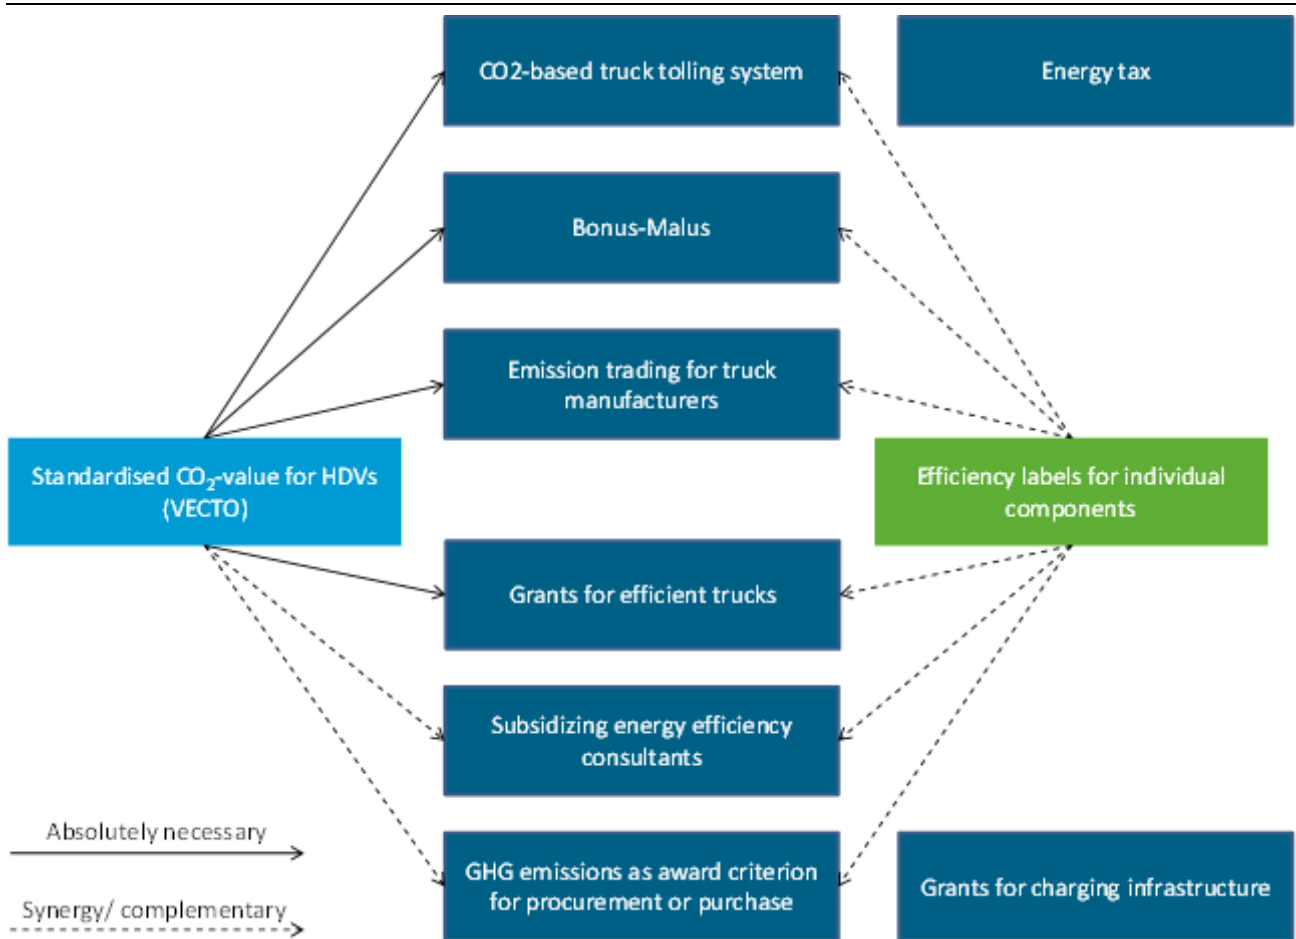 CO2-based truck tolling system
Energy tax
Bonus-Malus
Emission trading for truck
manufacturers
Standardised CO₂-value for HDVs
(VECTO)
Efficiency labels for individual
components
Grants for efficient trucks
Subsidizing energy efficiency
consultants
Absolutely necessary
GHG emissions as award criterion
for procurement or purchase
Grants for charging infrastructure
Synergy/ complementary